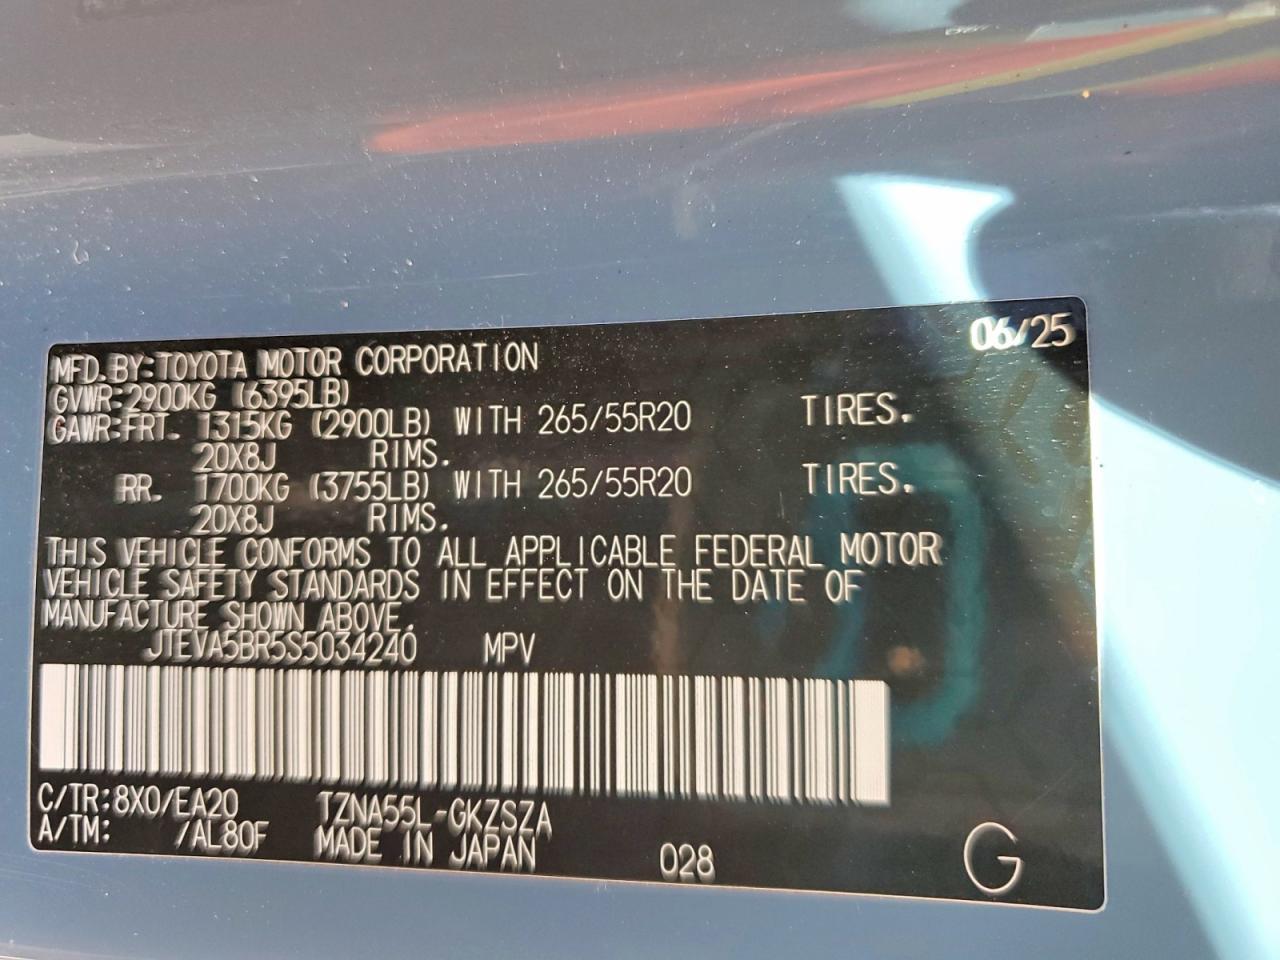 06/25
MFD. BY: TOYOTA MOTOR CORPORATION
GVWR: 2900KG (6395LB)
GAWR: FRT. 1315KG (2900LB) WITH 265/55R20 TIRES.
20X8J RIMS.
RR. 1700KG (3755LB) WITH 265/55R20 TIRES.
20X8J RIMS.
THIS VEHICLE CONFORMS TO ALL APPLICABLE FEDERAL MOTOR
VEHICLE SAFETY STANDARDS IN EFFECT ON THE DATE OF
MANUFACTURE SHOWN ABOVE.
JTEVA5BR5S5034240 MPV
C/TR: 8X0/EA20 TZNA55L-GKZSZA
A/TM: /AL80F MADE IN JAPAN 028 G